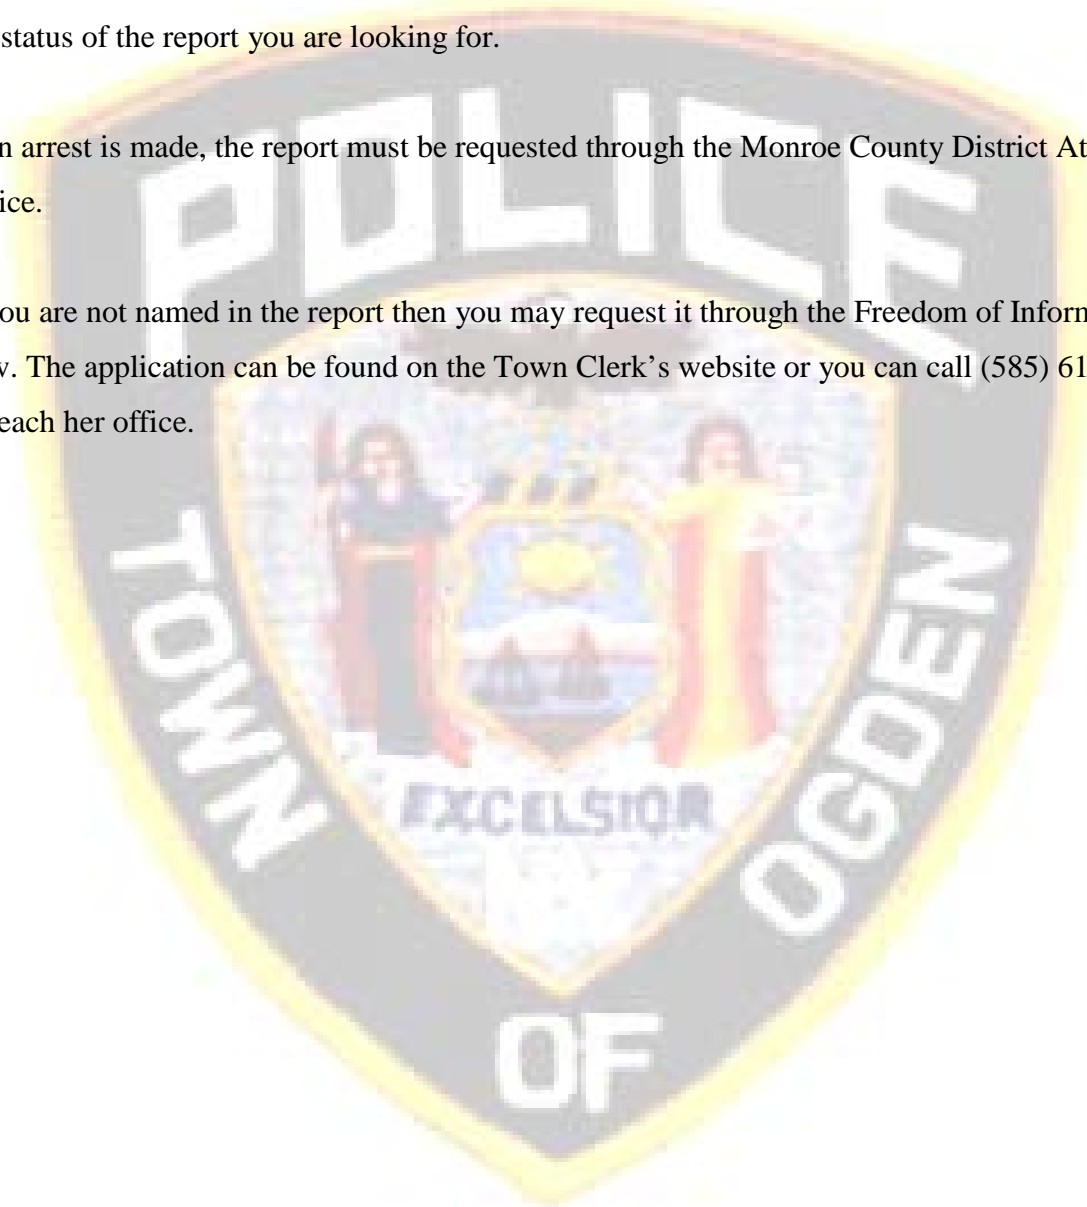 status of the report you are looking for.
n arrest is made, the report must be requested through the Monroe County District At
ice.
ou are not named in the report then you may request it through the Freedom of Inform
. The application can be found on the Town Clerk’s website or you can call (585) 61
each her office.
POLICE
EXCELSIOR
TOWN
OF
OGDEN